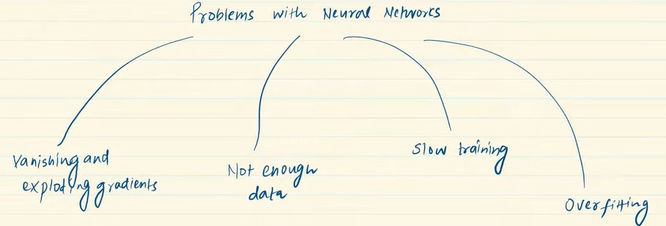 Problems with Neural Networks
Vanishing and
exploding gradients
Not enough
data
Slow training
Overfitting